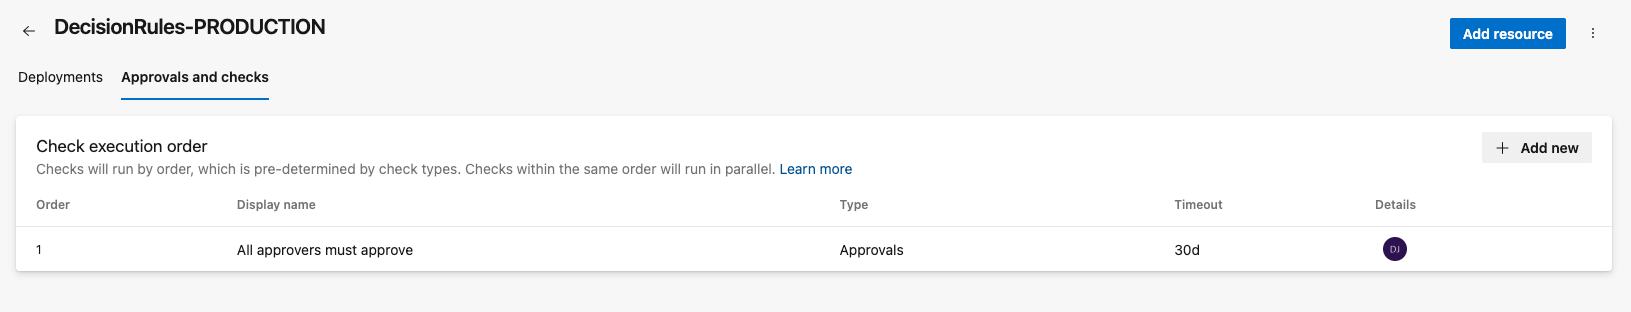 DecisionRules-PRODUCTION
Add resource
Deployments
Approvals and checks
Check execution order
Add new
Checks will run by order, which is pre-determined by check types. Checks within the same order will run in parallel. Learn more
Order Display name Type Timeout Details
1 All approvers must approve Approvals 30d DJ